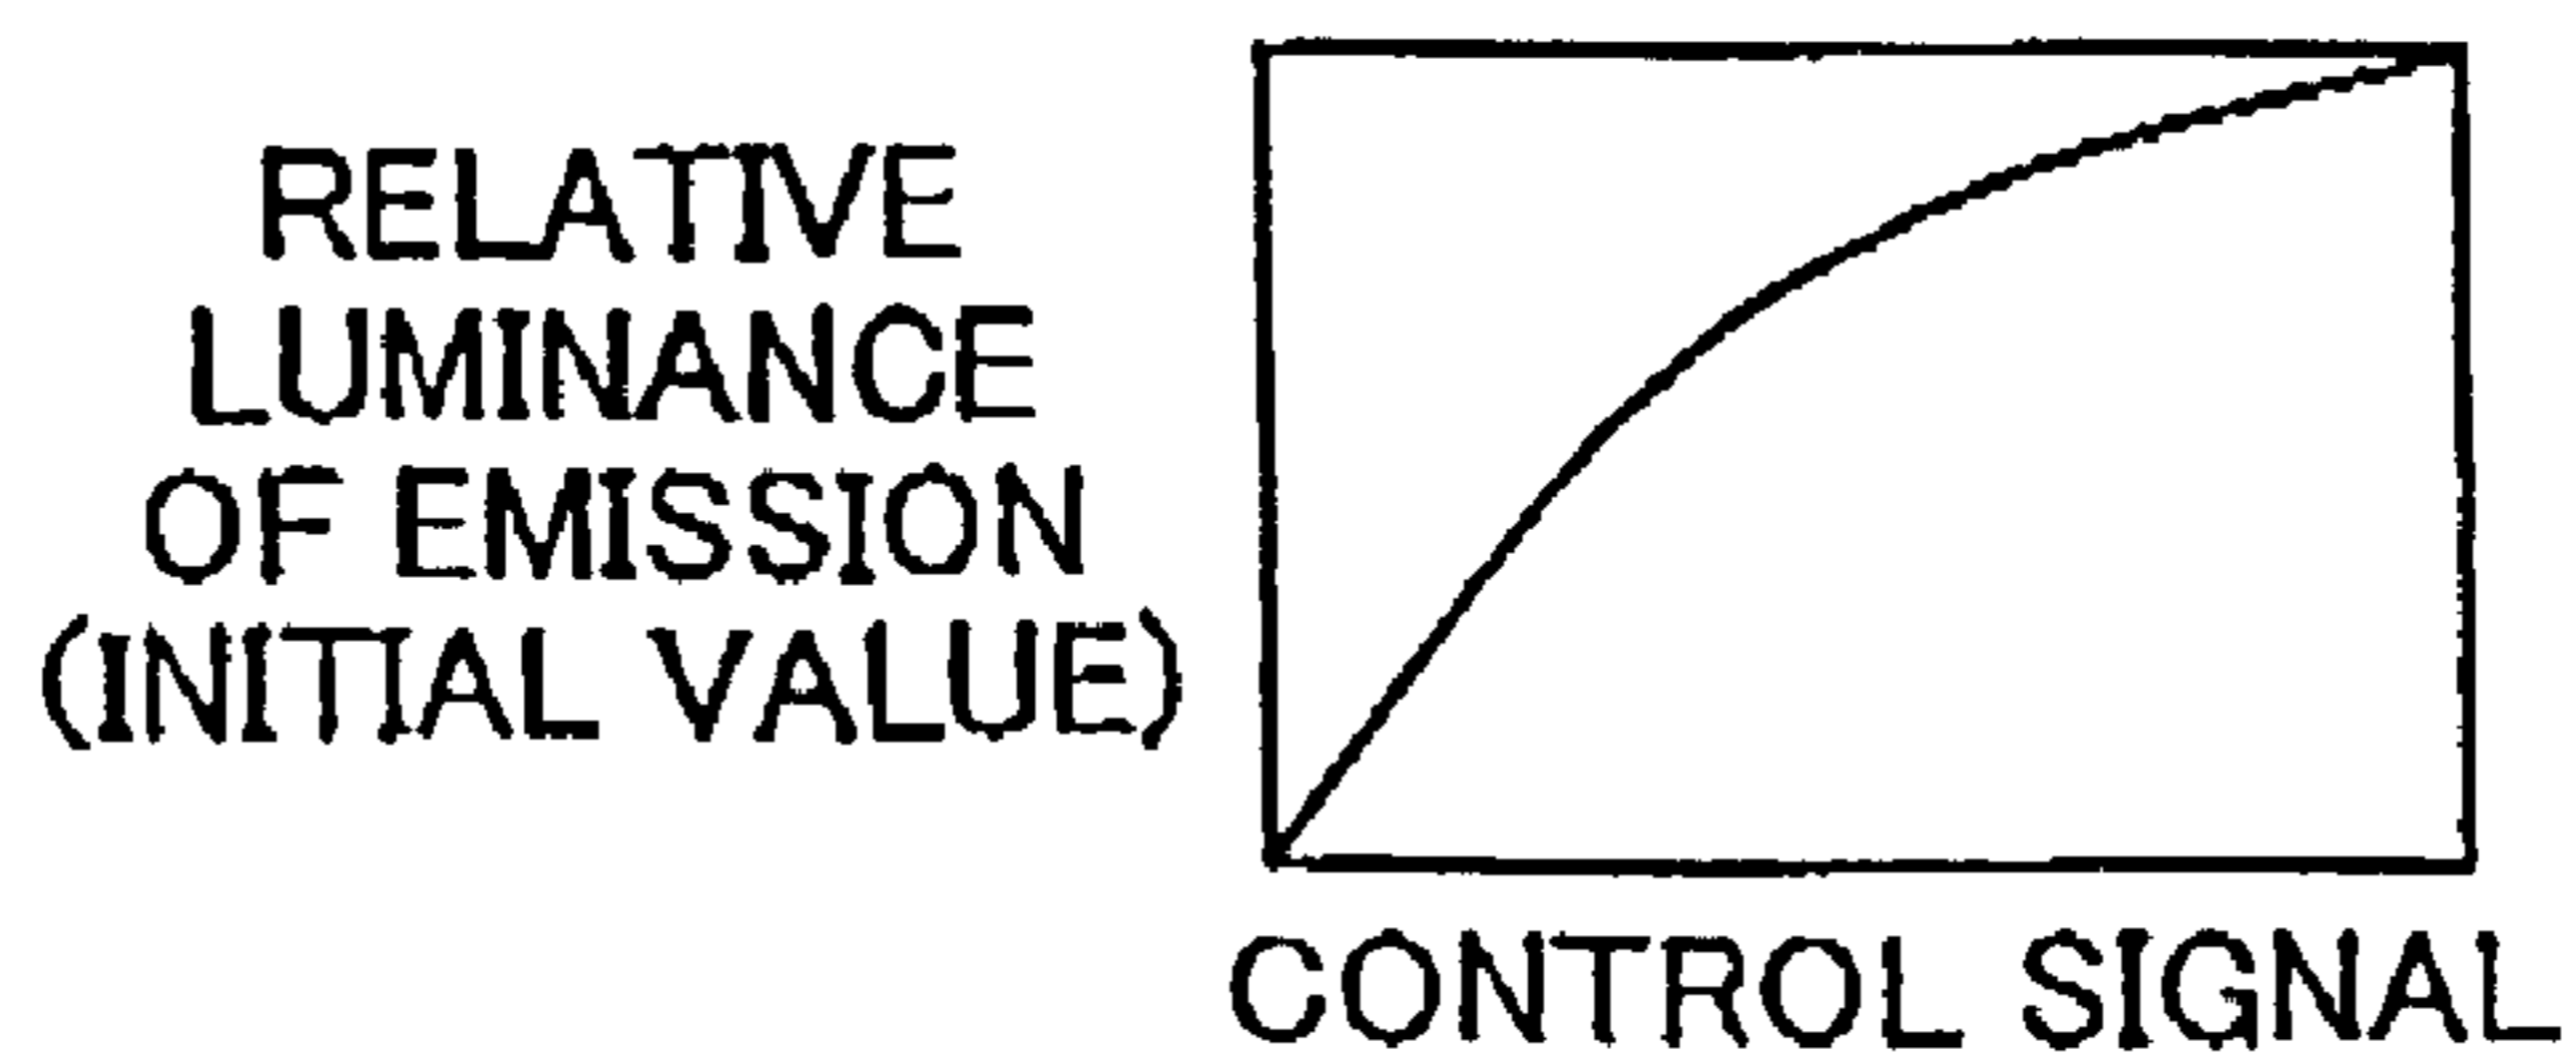 RELATIVE
LUMINANCE
OF EMISSION
(INITIAL VALUE)
CONTROL SIGNAL